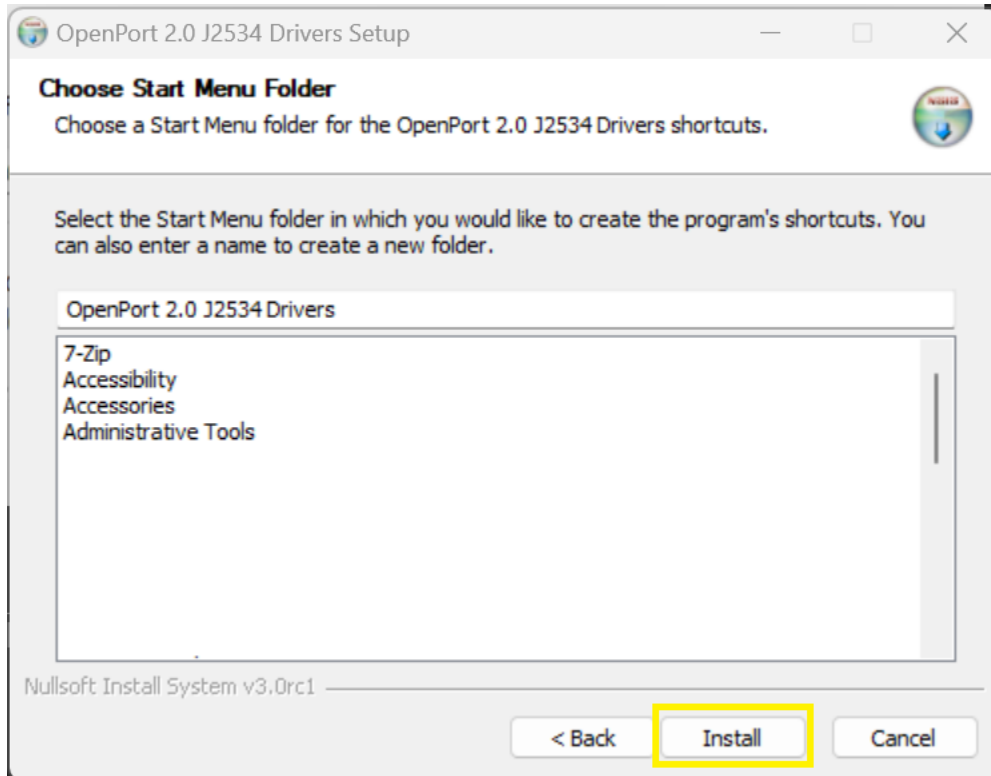 OpenPort 2.0 J2534 Drivers Setup
Choose Start Menu Folder
Choose a Start Menu folder for the OpenPort 2.0 J2534 Drivers shortcuts.
NSIS
Select the Start Menu folder in which you would like to create the program's shortcuts. You
can also enter a name to create a new folder.
OpenPort 2.0 J2534 Drivers
7-Zip
Accessibility
Accessories
Administrative Tools
Nullsoft Install System v3.0rc1
< Back Install Cancel